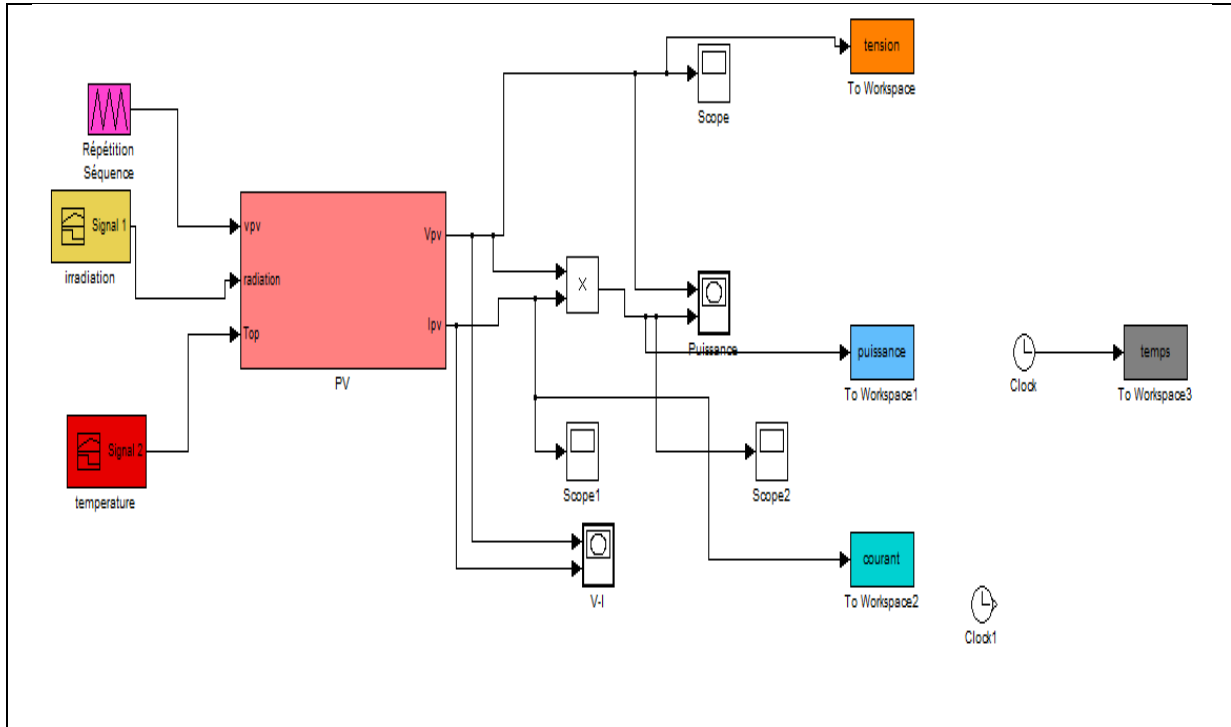 tension
To Workspace
Scope
Répétition
Séquence
Signal 1
irradiation
vpv
radiation
Top
Vpv
Ipv
PV
X
Puissance
puissance
To Workspace1
Clock
temps
To Workspace3
Signal 2
temperature
Scope1
Scope2
V-I
courant
To Workspace2
Clock1